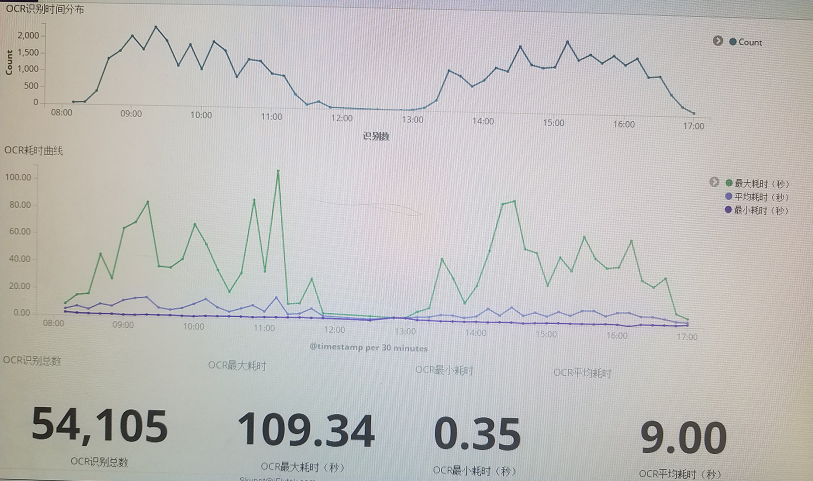 OCR识别时间分布
2,000
1,500
1,000
500
0
Count
08:00 09:00 10:00 11:00 12:00 13:00 14:00 15:00 16:00 17:00
识别数
Count
OCR耗时曲线
100.00
80.00
60.00
40.00
20.00
0.00
08:00 09:00 10:00 11:00 12:00 13:00 14:00 15:00 16:00 17:00
@timestamp per 30 minutes
最大耗时（秒）
平均耗时（秒）
最小耗时（秒）
OCR识别总数 OCR最大耗时 OCR最小耗时 OCR平均耗时
54,105 109.34 0.35 9.00
OCR识别总数 OCR最大耗时（秒） OCR最小耗时（秒） OCR平均耗时（秒）